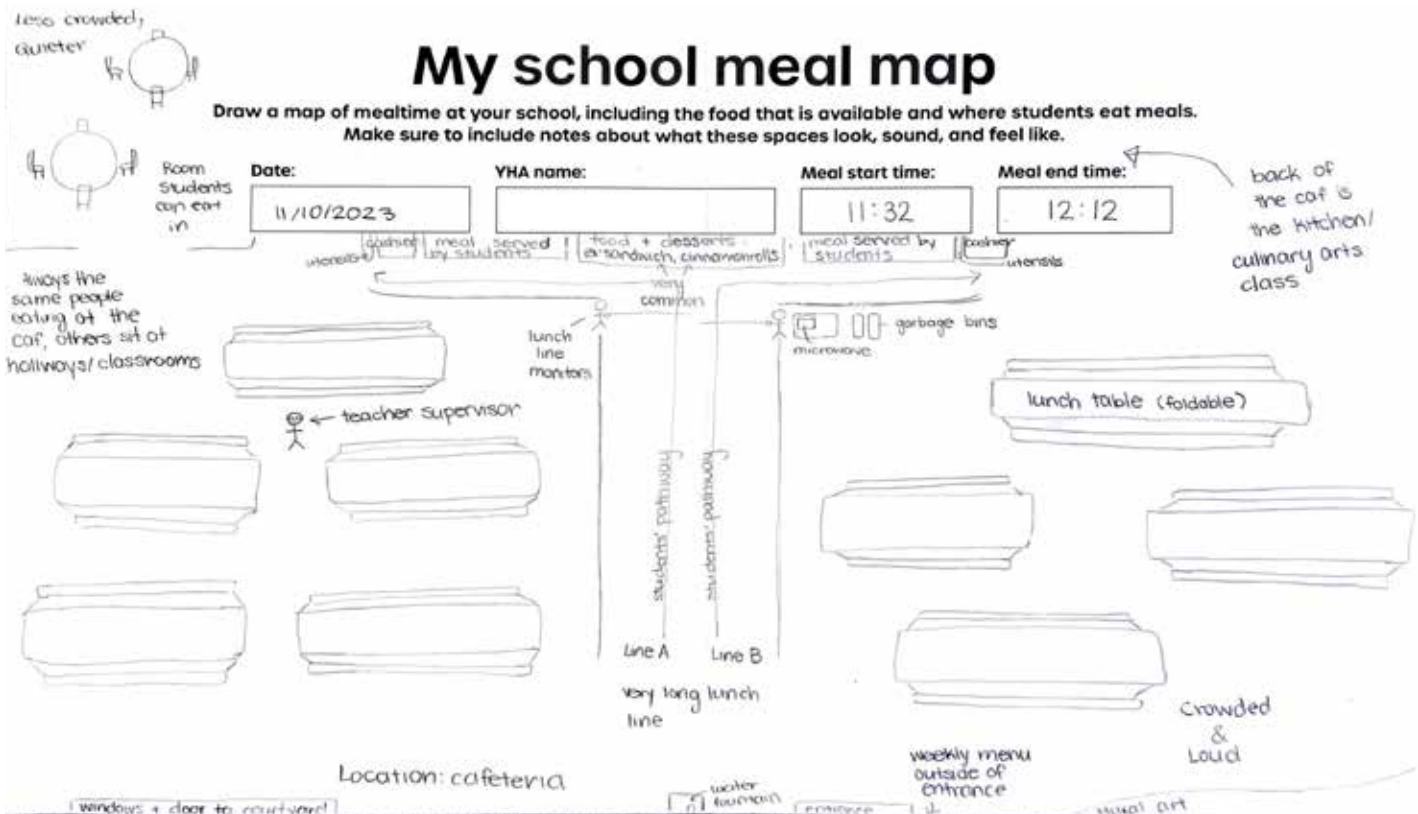 Less crowded,
Quieter
My school meal map
Draw a map of mealtime at your school, including the food that is available and where students eat meals.
Make sure to include notes about what these spaces look, sound, and feel like.
Room
Students
can eat
in
Date:
11/10/2023
YHA name:
Meal start time:
11:32
Meal end time:
12:12
back of
the caf is
the kitchen/
culinary arts
class
utensils
cashier
meal served
by students
food + desserts
sandwich, cinnamonrolls
meal served by
students
cashier
utensils
very
common
Always the
same people
eating at the
caf, others sit at
hallways/classrooms
lunch
line
monitors
microwave
garbage bins
teacher supervisor
lunch table (foldable)
students' pathway
students' pathway
Line A
Line B
very long lunch
line
Crowded
&
Loud
weekly menu
outside of
entrance
Location: cafeteria
windows + door to courtyard
water
fountain
entrance
mural art